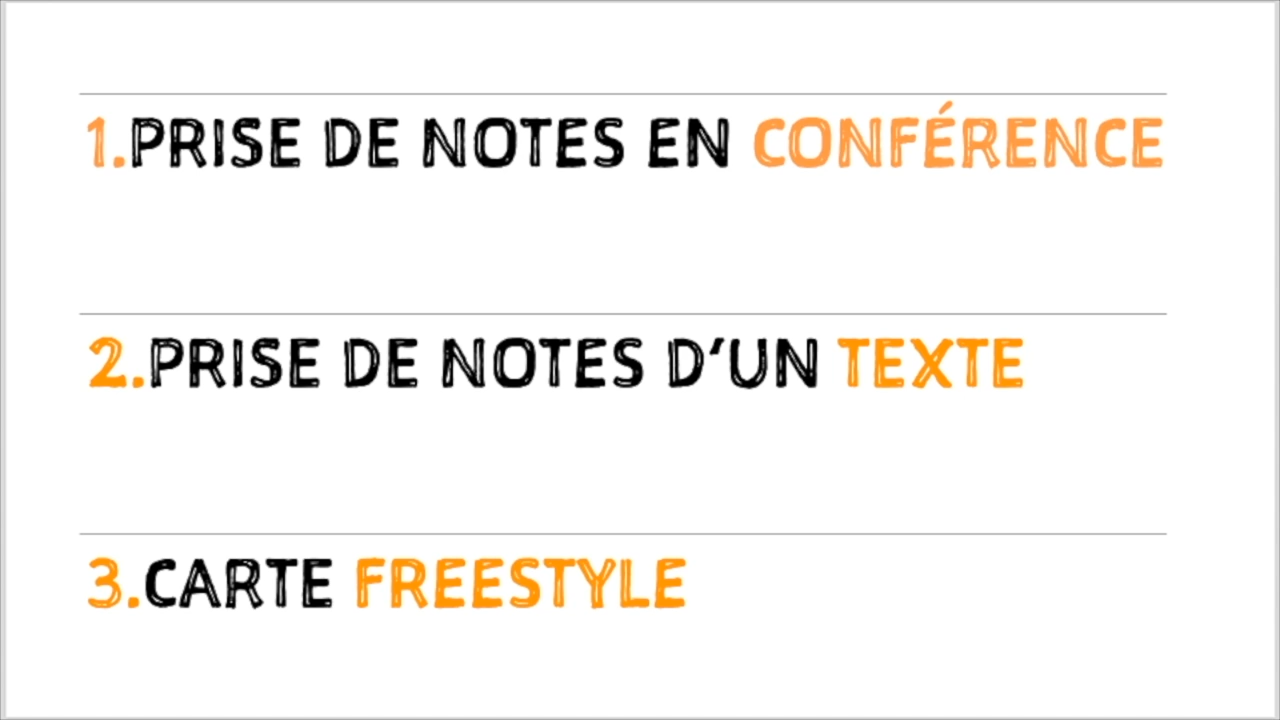 1.PRISE DE NOTES EN CONFÉRENCE
2.PRISE DE NOTES D'UN TEXTE
3.CARTE FREESTYLE